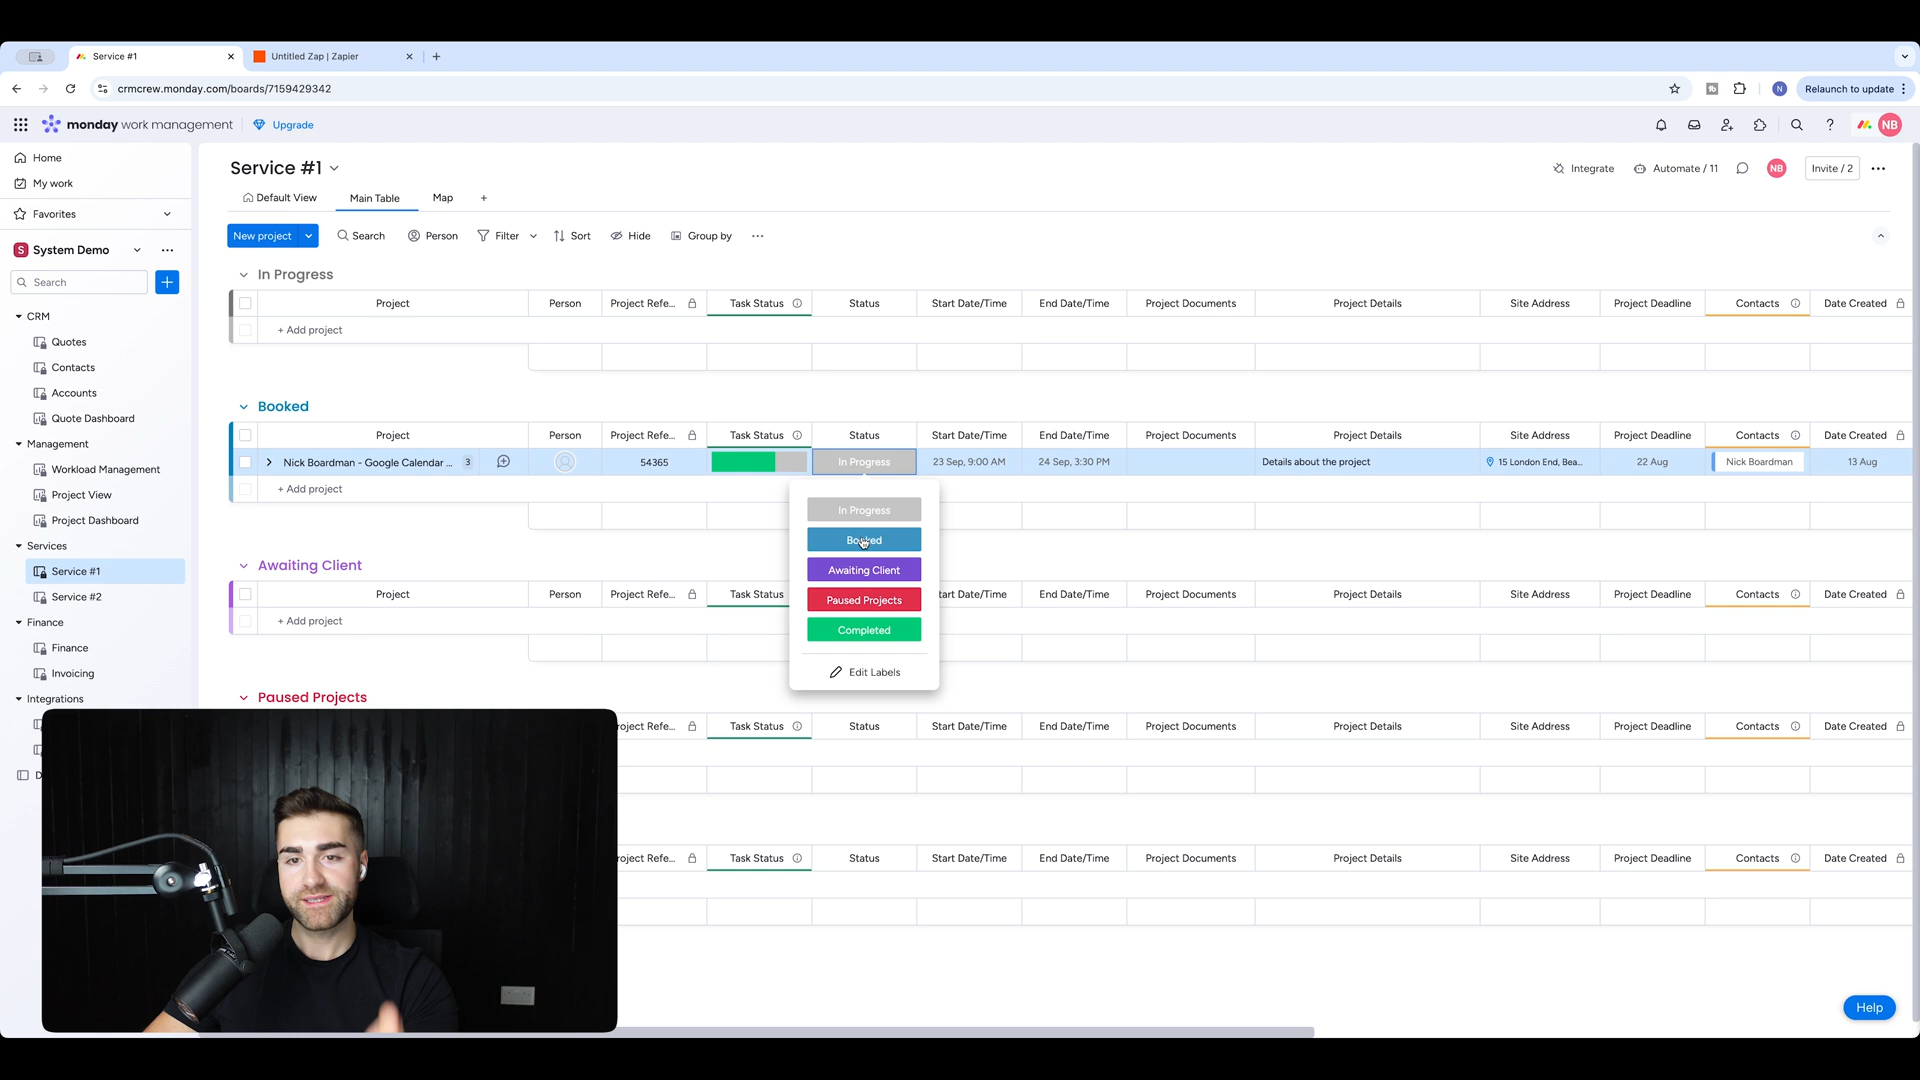 Service #1
Untitled Zap | Zapier
crmcrew.monday.com/boards/7159429342
N
Relaunch to update
monday work management
Upgrade
NB
Home
My work
Favorites
S System Demo
Search
CRM
Quotes
Contacts
Accounts
Quote Dashboard
Management
Workload Management
Project View
Project Dashboard
Services
Service #1
Service #2
Finance
Finance
Invoicing
Integrations
D
Service #1
Integrate
Automate / 11
NB
Invite / 2
Default View
Main Table
Map
New project
Search
Person
Filter
Sort
Hide
Group by
In Progress
Project Person Project Refe... Task Status Status Start Date/Time End Date/Time Project Documents Project Details Site Address Project Deadline Contacts Date Created
+ Add project
Booked
Project Person Project Refe... Task Status Status Start Date/Time End Date/Time Project Documents Project Details Site Address Project Deadline Contacts Date Created
Nick Boardman - Google Calendar ... 3 54365 In Progress 23 Sep, 9:00 AM 24 Sep, 3:30 PM Details about the project 15 London End, Bea... 22 Aug Nick Boardman 13 Aug
+ Add project
In Progress
Booked
Awaiting Client
Paused Projects
Completed
Edit Labels
Awaiting Client
Project Person Project Refe... Task Status tart Date/Time End Date/Time Project Documents Project Details Site Address Project Deadline Contacts Date Created
+ Add project
Paused Projects
roject Refe... Task Status Status Start Date/Time End Date/Time Project Documents Project Details Site Address Project Deadline Contacts Date Created
roject Refe... Task Status Status Start Date/Time End Date/Time Project Documents Project Details Site Address Project Deadline Contacts Date Created
Help